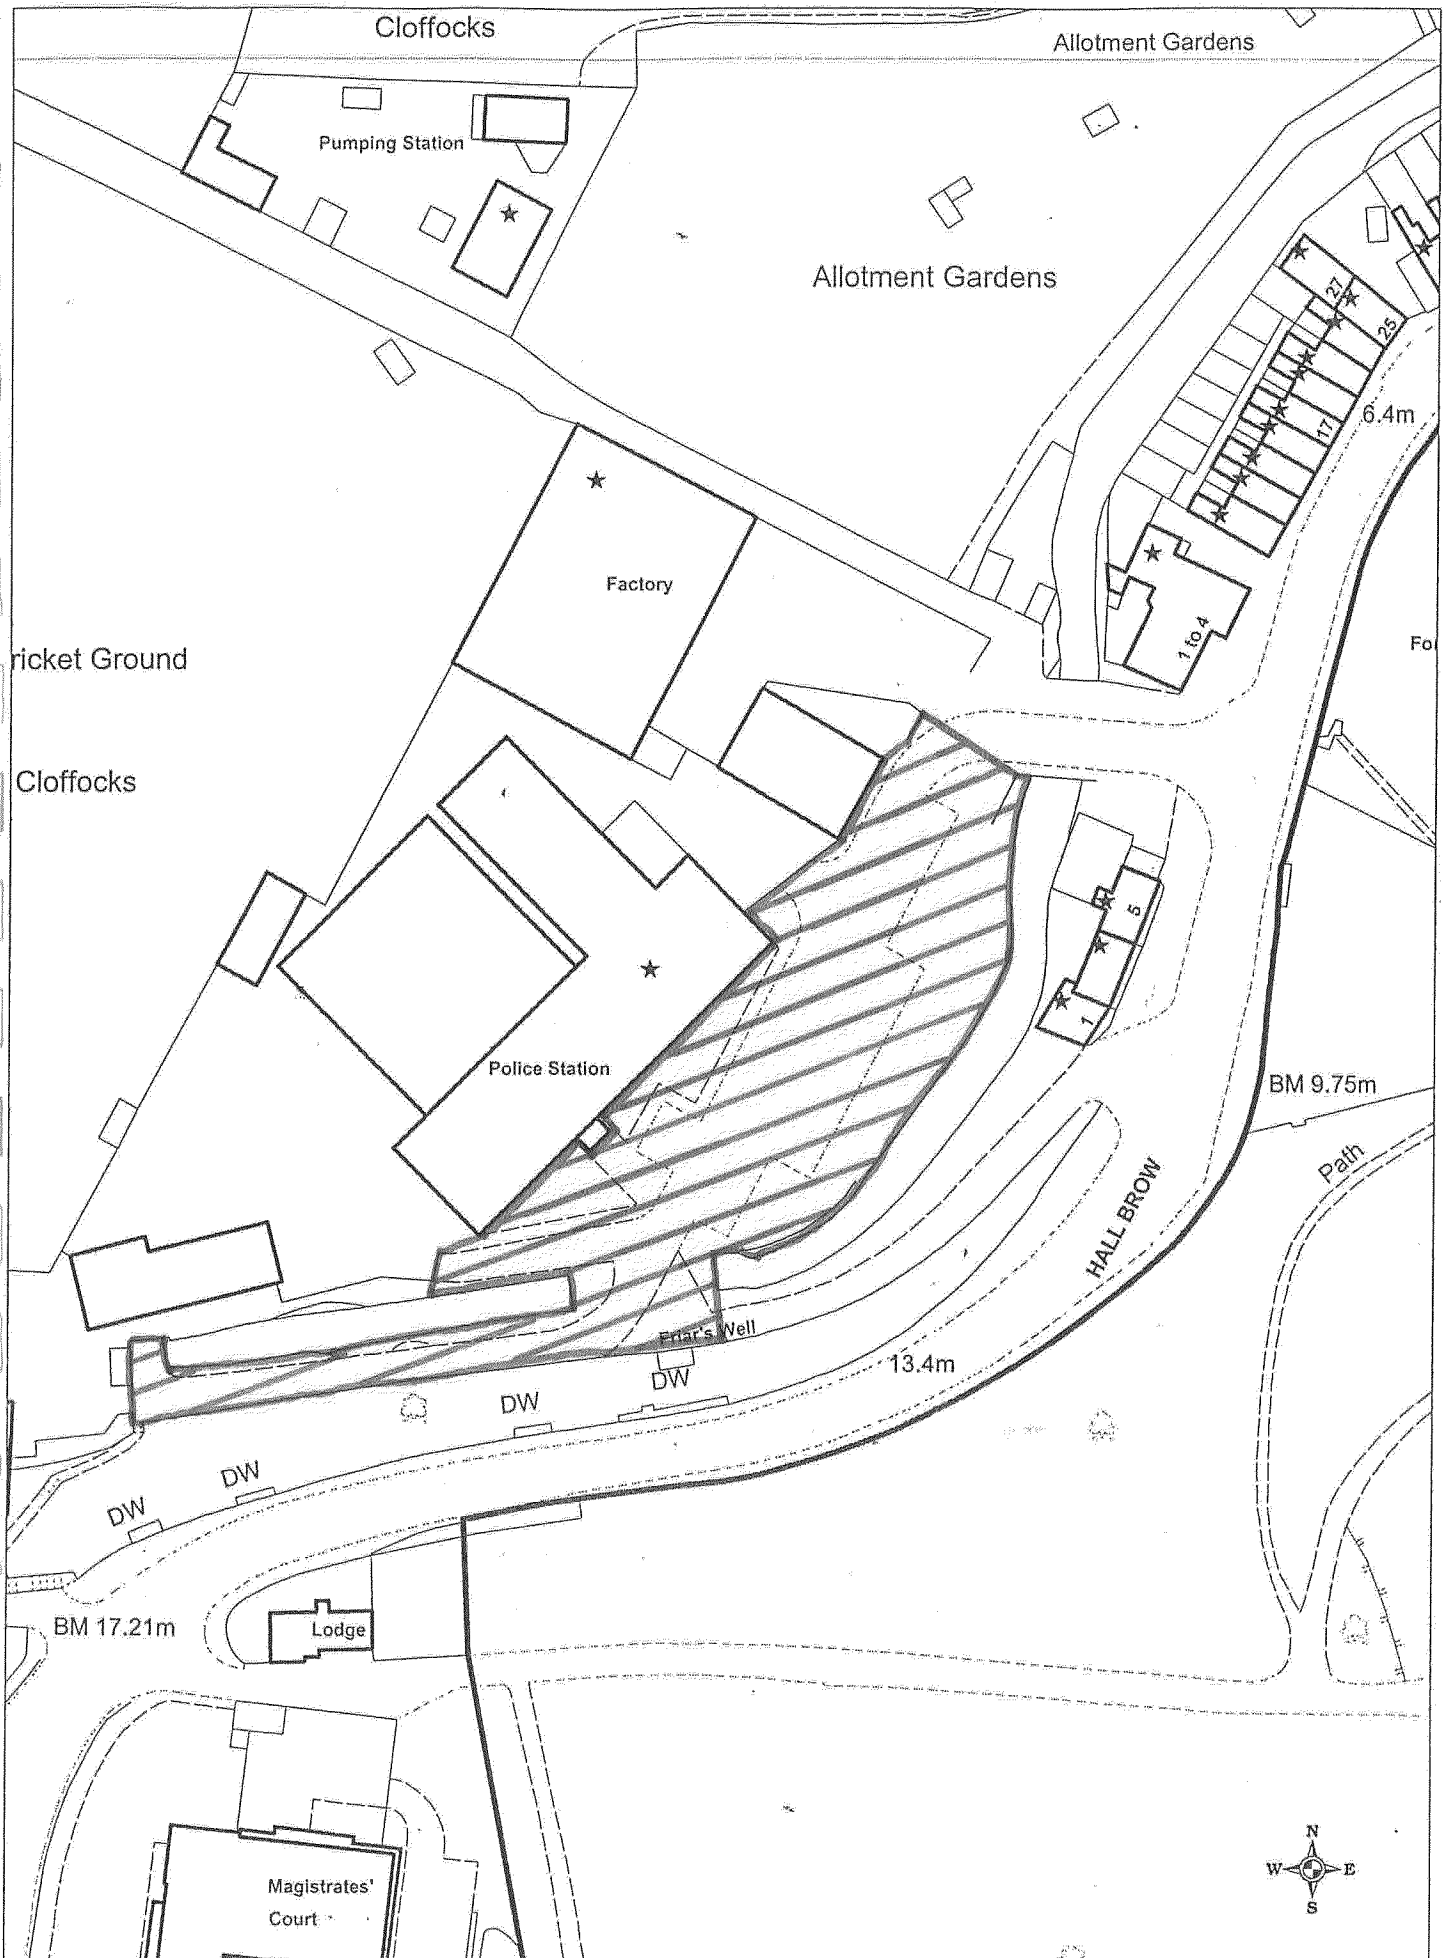 Cloffocks
Allotment Gardens
Pumping Station
Allotment Gardens
27
25
17
6.4m
Factory
1 to 4
ricket Ground
For
Cloffocks
5
1
Police Station
BM 9.75m
Path
HALL BROW
Friar's Well
13.4m
DW
DW
DW
DW
BM 17.21m
Lodge
N
W E
S
Magistrates'
Court